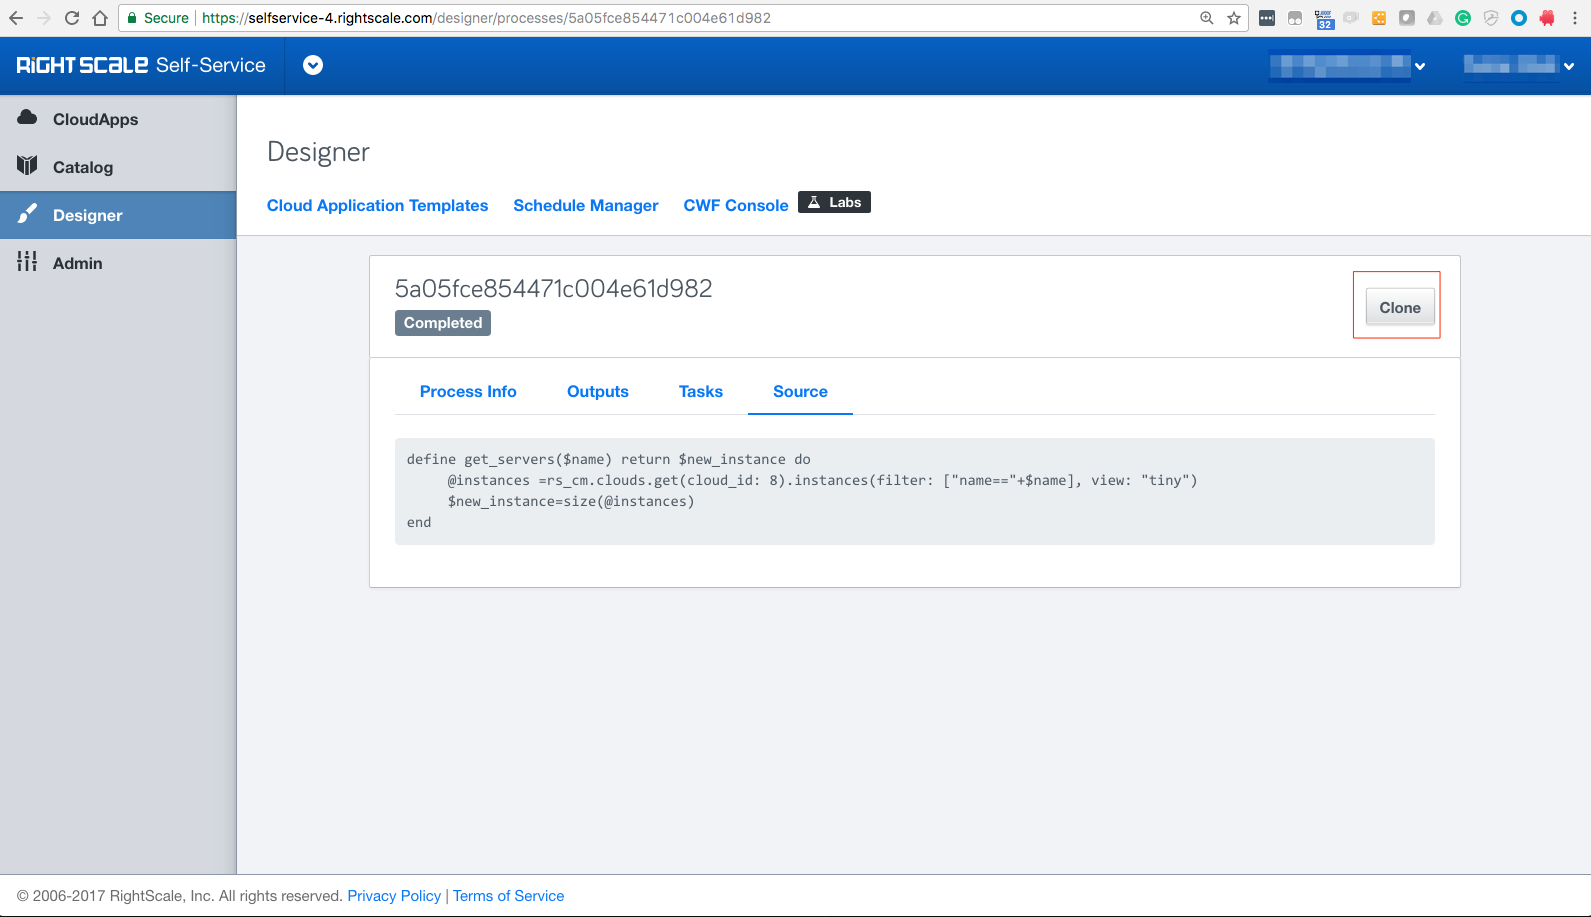 Secure https://selfservice-4.rightscale.com/designer/processes/5a05fce854471c004e61d982
32
RIGHTSCALE Self-Service
CloudApps
Catalog
Designer
Admin
Designer
Cloud Application Templates Schedule Manager CWF Console Labs
5a05fce854471c004e61d982
Completed
Clone
Process Info Outputs Tasks Source
define get_servers($name) return $new_instance do
@instances =rs_cm.clouds.get(cloud_id: 8).instances(filter: ["name=="+$name], view: "tiny")
$new_instance=size(@instances)
end
© 2006-2017 RightScale, Inc. All rights reserved. Privacy Policy | Terms of Service